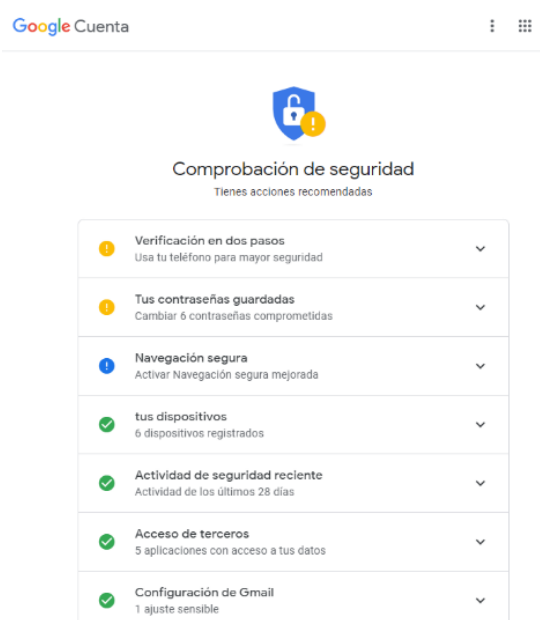 Google Cuenta
Comprobación de seguridad
Tienes acciones recomendadas
Verificación en dos pasos
Usa tu teléfono para mayor seguridad
Tus contraseñas guardadas
Cambiar 6 contraseñas comprometidas
Navegación segura
Activar Navegación segura mejorada
tus dispositivos
6 dispositivos registrados
Actividad de seguridad reciente
Actividad de los últimos 28 días
Acceso de terceros
5 aplicaciones con acceso a tus datos
Configuración de Gmail
1 ajuste sensible